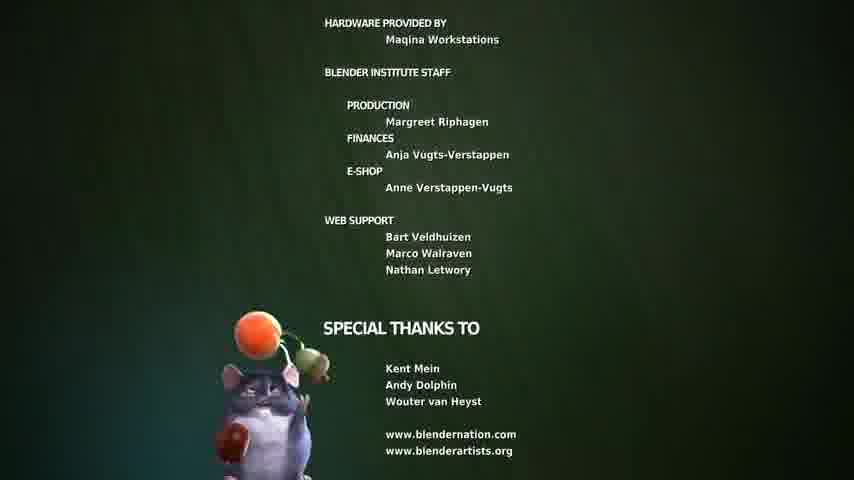 HARDWARE PROVIDED BY
Maqina Workstations
BLENDER INSTITUTE STAFF
PRODUCTION
Margreet Riphagen
FINANCES
Anja Vugts-Verstappen
E-SHOP
Anne Verstappen-Vugts
WEB SUPPORT
Bart Veldhuizen
Marco Walraven
Nathan Letwory
SPECIAL THANKS TO
Kent Mein
Andy Dolphin
Wouter van Heyst
www.blendernation.com
www.blenderartists.org